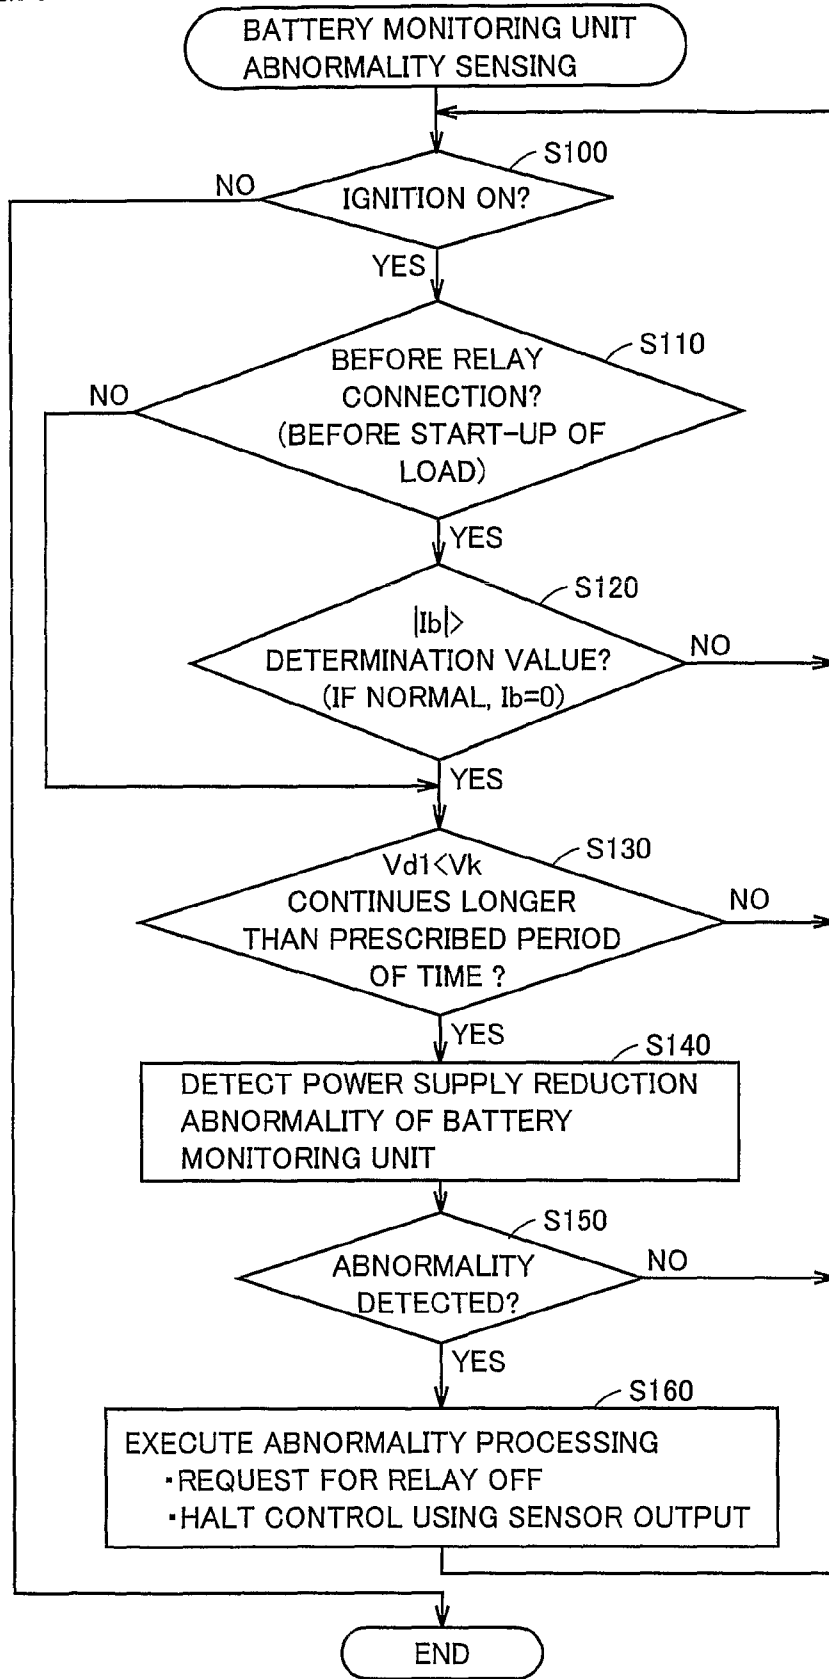 BATTERY MONITORING UNIT
ABNORMALITY SENSING
S100
NO
IGNITION ON?
YES
S110
NO
BEFORE RELAY
CONNECTION?
(BEFORE START-UP OF
LOAD)
YES
S120
|Ib|>
DETERMINATION VALUE?
(IF NORMAL, Ib=0)
NO
YES
S130
Vd1<Vk
CONTINUES LONGER
THAN PRESCRIBED PERIOD
OF TIME ?
NO
YES
S140
DETECT POWER SUPPLY REDUCTION
ABNORMALITY OF BATTERY
MONITORING UNIT
S150
ABNORMALITY
DETECTED?
NO
YES
S160
EXECUTE ABNORMALITY PROCESSING
・REQUEST FOR RELAY OFF
・HALT CONTROL USING SENSOR OUTPUT
END